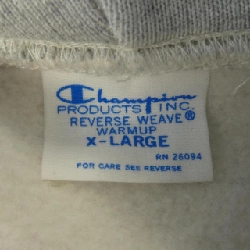 Champion
PRODUCTS INC.
REVERSE WEAVE®
WARMUP
X-LARGE
RN 26094
FOR CARE SEE REVERSE